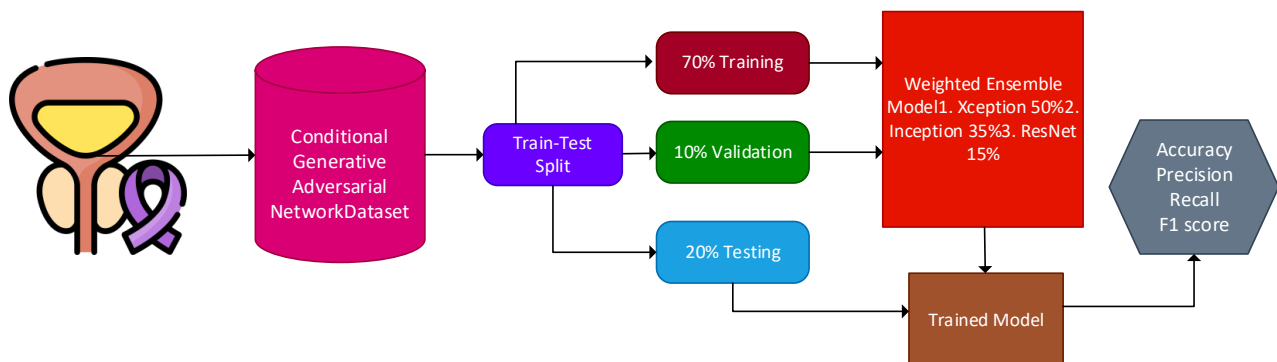 Conditional
Generative
Adversarial
NetworkDataset
Train-Test
Split
70% Training
10% Validation
20% Testing
Weighted Ensemble
Model1. Xception 50%2.
Inception 35%3. ResNet
15%
Trained Model
Accuracy
Precision
Recall
F1 score